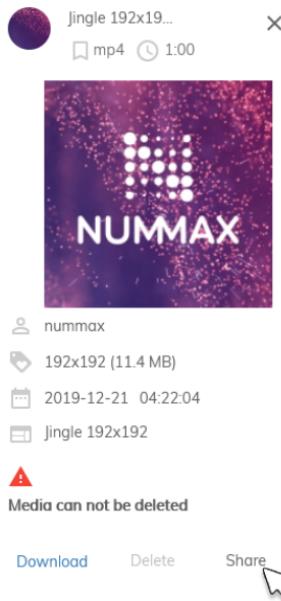 Jingle 192x19...
mp4 1:00
NUMMAX
nummax
192x192 (11.4 MB)
2019-12-21 04:22:04
Jingle 192x192
Media can not be deleted
Download Delete Share